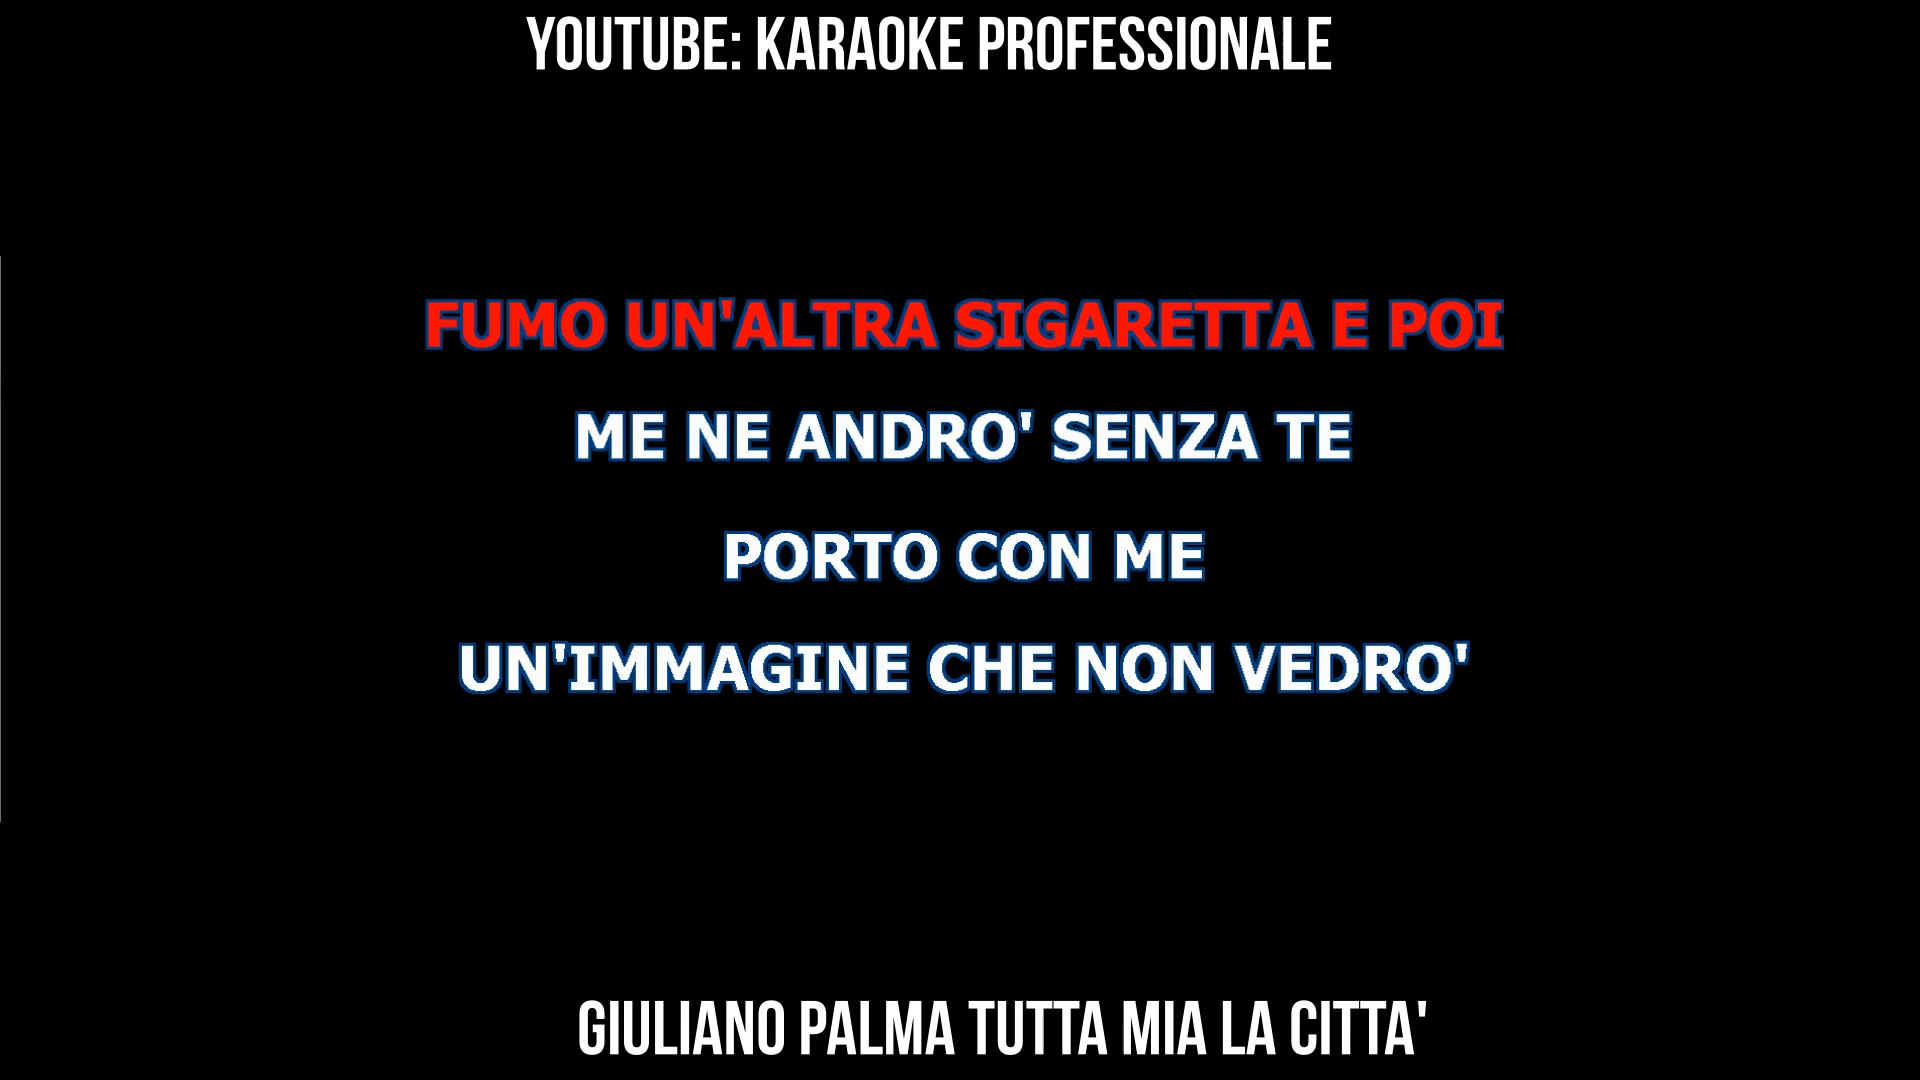 YOUTUBE: KARAOKE PROFESSIONALE
FUMO UN'ALTRA SIGARETTA E POI
ME NE ANDRO' SENZA TE
PORTO CON ME
UN'IMMAGINE CHE NON VEDRO'
GIULIANO PALMA TUTTA MIA LA CITTA'